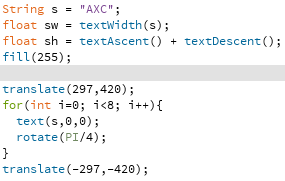 String s = "AXC";
float sw = textWidth(s);
float sh = textAscent() + textDescent();
fill(255);
translate(297,420);
for(int i=0; i<8; i++){
text(s,0,0);
rotate(PI/4);
}
translate(-297,-420);